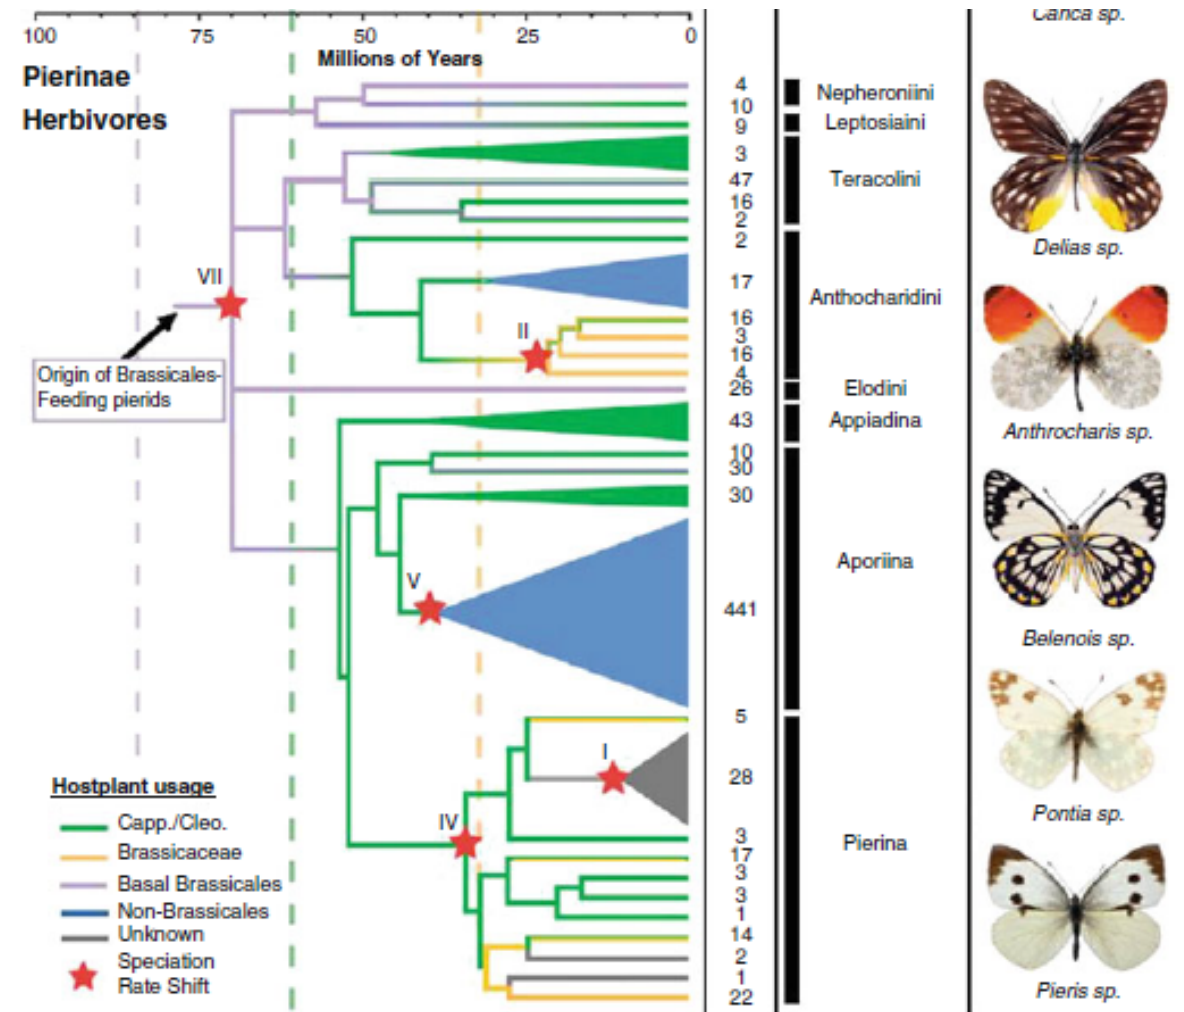 Carica sp.
100 75 50 25 0
Millions of Years
Pierinae
Herbivores
4
10
9
3
47
16
2
2
17
16
3
16
4
26
43
10
30
30
441
5
28
3
17
3
3
1
14
2
1
22
Nepheroniini
Leptosiaini
Teracolini
Anthocharidini
Elodini
Appiadina
Aporiina
Pierina
VII
II
V
I
IV
Origin of Brassicales-
Feeding pierids
Hostplant usage
Capp./Cleo.
Brassicaceae
Basal Brassicales
Non-Brassicales
Unknown
Speciation
Rate Shift
Delias sp.
Anthrocharis sp.
Belenois sp.
Pontia sp.
Pieris sp.